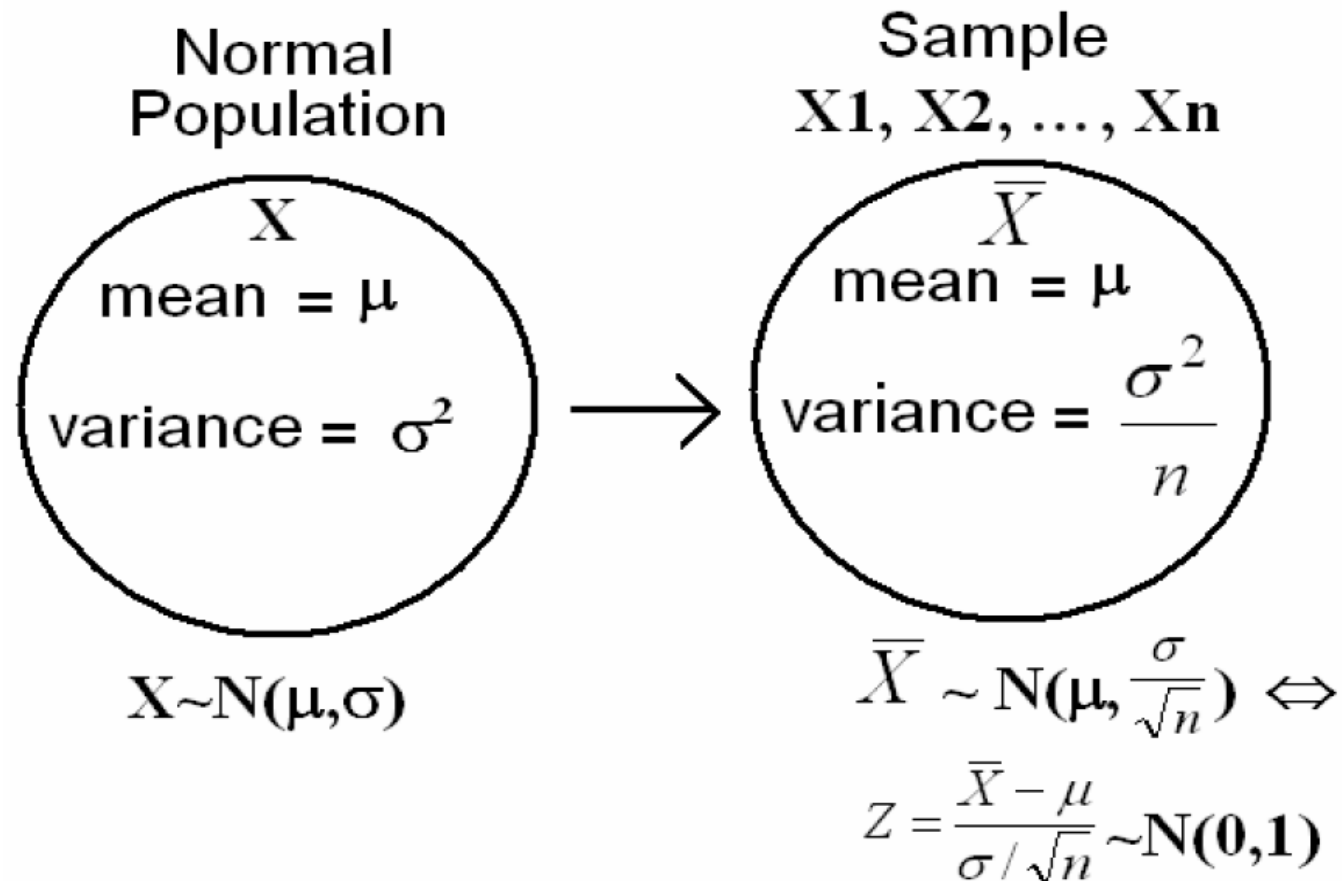 Normal
Population
X
mean = μ
variance = σ²
X~N(μ,σ)
Sample
X1, X2, ..., Xn
X̅
mean = μ
variance = σ²/n
X̅ ~ N(μ, σ/√n) ⇔
Z = (X̅ − μ)/(σ/√n) ~N(0,1)